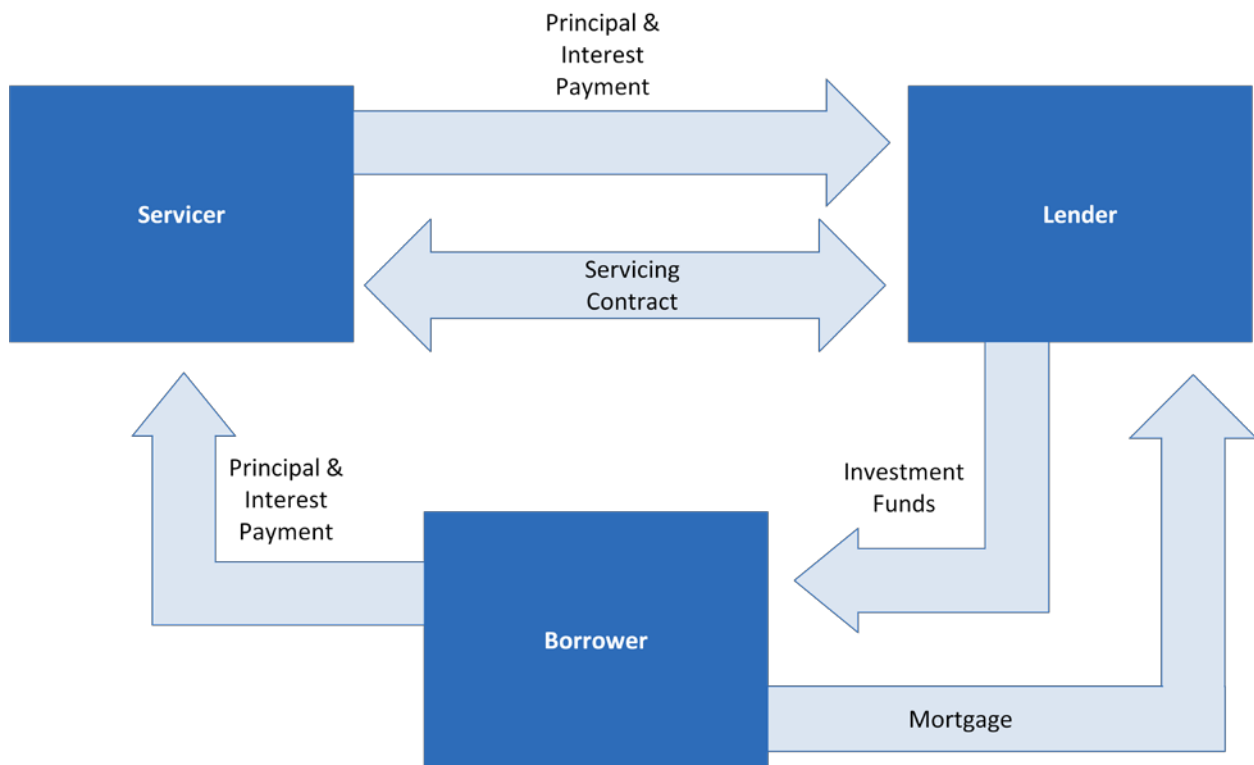 Principal &
Interest
Payment
Servicer
Lender
Servicing
Contract
Principal &
Interest
Payment
Investment
Funds
Borrower
Mortgage